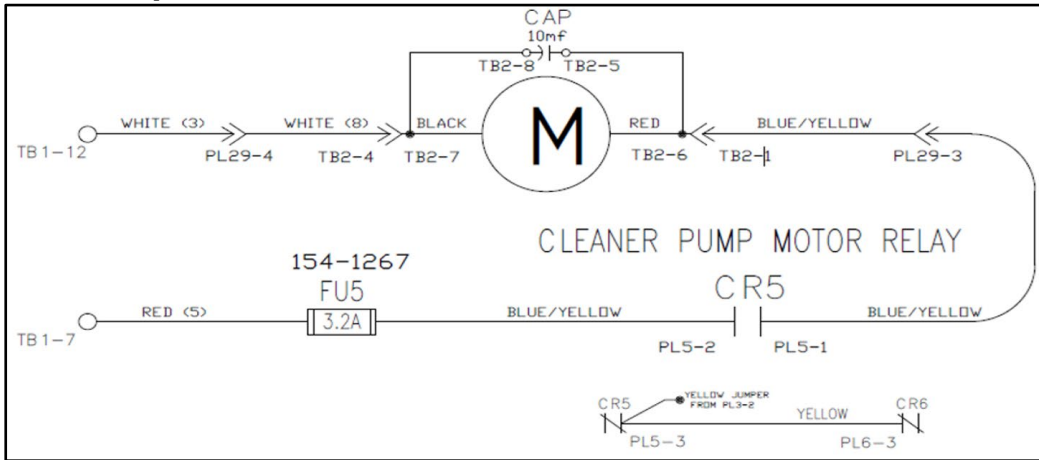 CAP
10mf
TB2-8 TB2-5
WHITE (3) WHITE (8) BLACK M RED BLUE/YELLOW
TB1-12 PL29-4 TB2-4 TB2-7 TB2-6 TB2-1 PL29-3
CLEANER PUMP MOTOR RELAY
154-1267
FU5 CR5
RED (5) 3.2A BLUE/YELLOW BLUE/YELLOW
TB1-7 PL5-2 PL5-1
YELLOW JUMPER
FROM PL3-2
CR5 YELLOW CR6
PL5-3 PL6-3